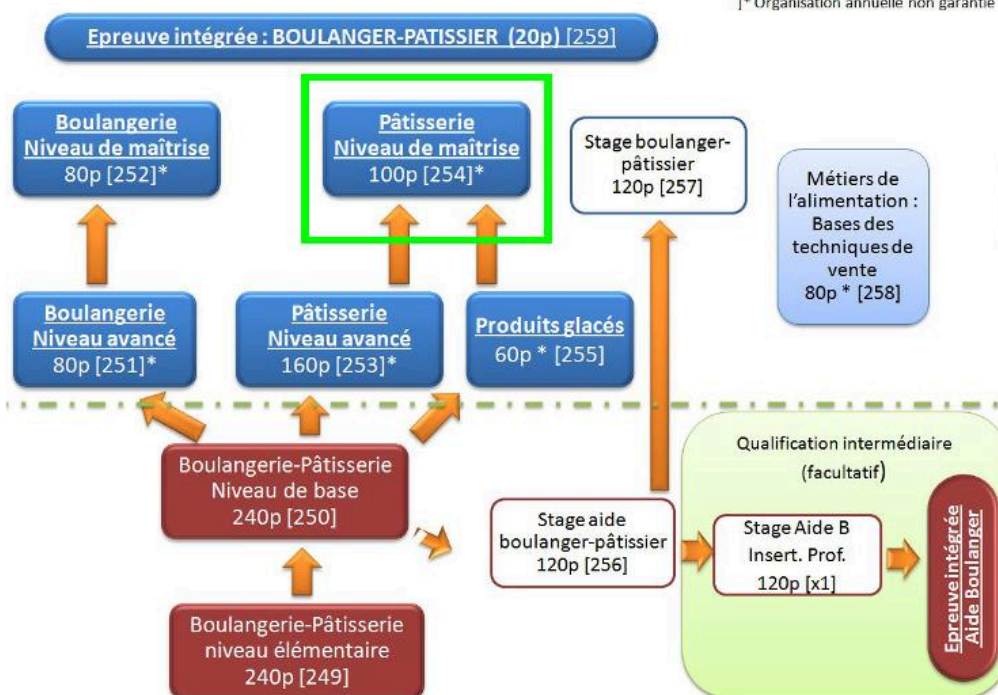 ]* Organisation annuelle non garantie
Epreuve intégrée : BOULANGER-PATISSIER (20p) [259]
Boulangerie
Niveau de maîtrise
80p [252]*
Pâtisserie
Niveau de maîtrise
100p [254]*
Stage boulanger-
pâtissier
120p [257]
Métiers de
l'alimentation :
Bases des
techniques de
vente
80p * [258]
Boulangerie
Niveau avancé
80p [251]*
Pâtisserie
Niveau avancé
160p [253]*
Produits glacés
60p * [255]
Boulangerie-Pâtisserie
Niveau de base
240p [250]
Qualification intermédiaire
(facultatif)
Stage aide
boulanger-pâtissier
120p [256]
Stage Aide B
Insert. Prof.
120p [x1]
Epreuve intégrée
Aide Boulanger
Boulangerie-Pâtisserie
niveau élémentaire
240p [249]